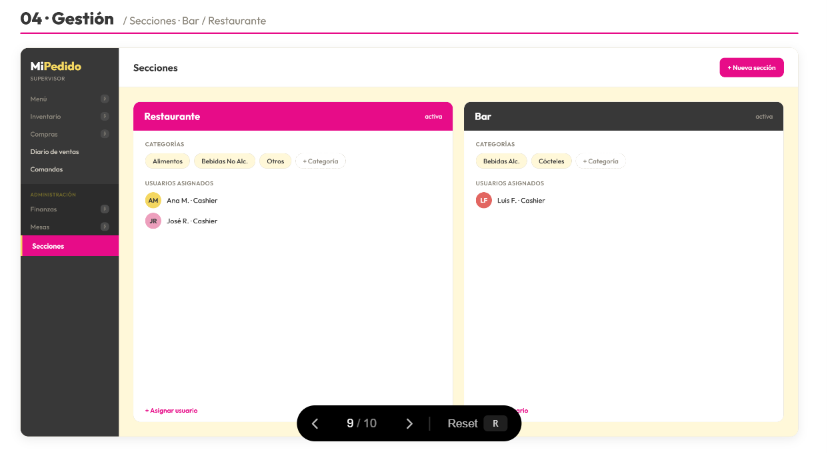 04 · Gestión / Secciones · Bar / Restaurante
MiPedido
SUPERVISOR
Menú
Inventario
Compras
Diario de ventas
Comandas
ADMINISTRACIÓN
Finanzas
Mesas
Secciones
Secciones
+ Nueva sección
Restaurante
activa
CATEGORÍAS
Alimentos
Bebidas No Alc.
Otros
+ Categoría
USUARIOS ASIGNADOS
AM Ana M. · Cashier
JR José R. · Cashier
+ Asignar usuario
Bar
activa
CATEGORÍAS
Bebidas Alc.
Cócteles
+ Categoría
USUARIOS ASIGNADOS
LF Luis F. · Cashier
9 / 10
Reset R